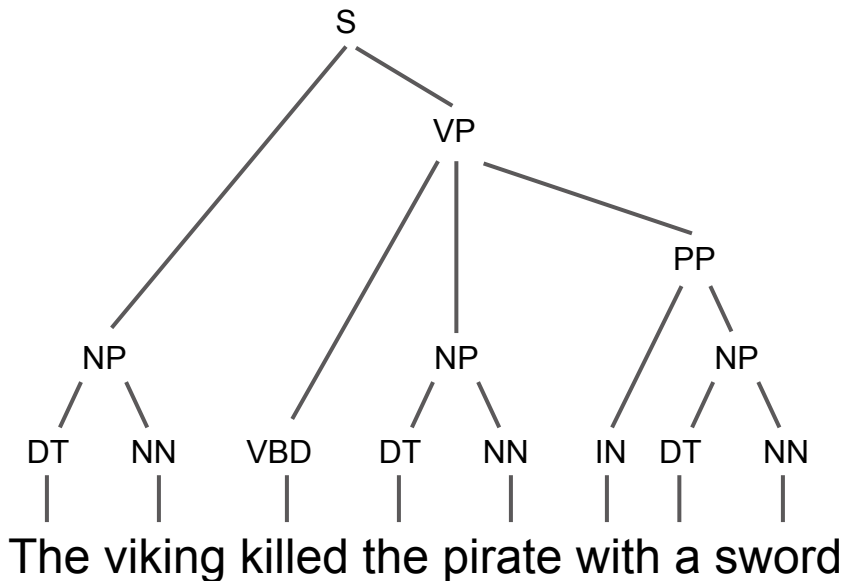 S
VP
PP
NP NP NP
DT NN VBD DT NN IN DT NN
The viking killed the pirate with a sword